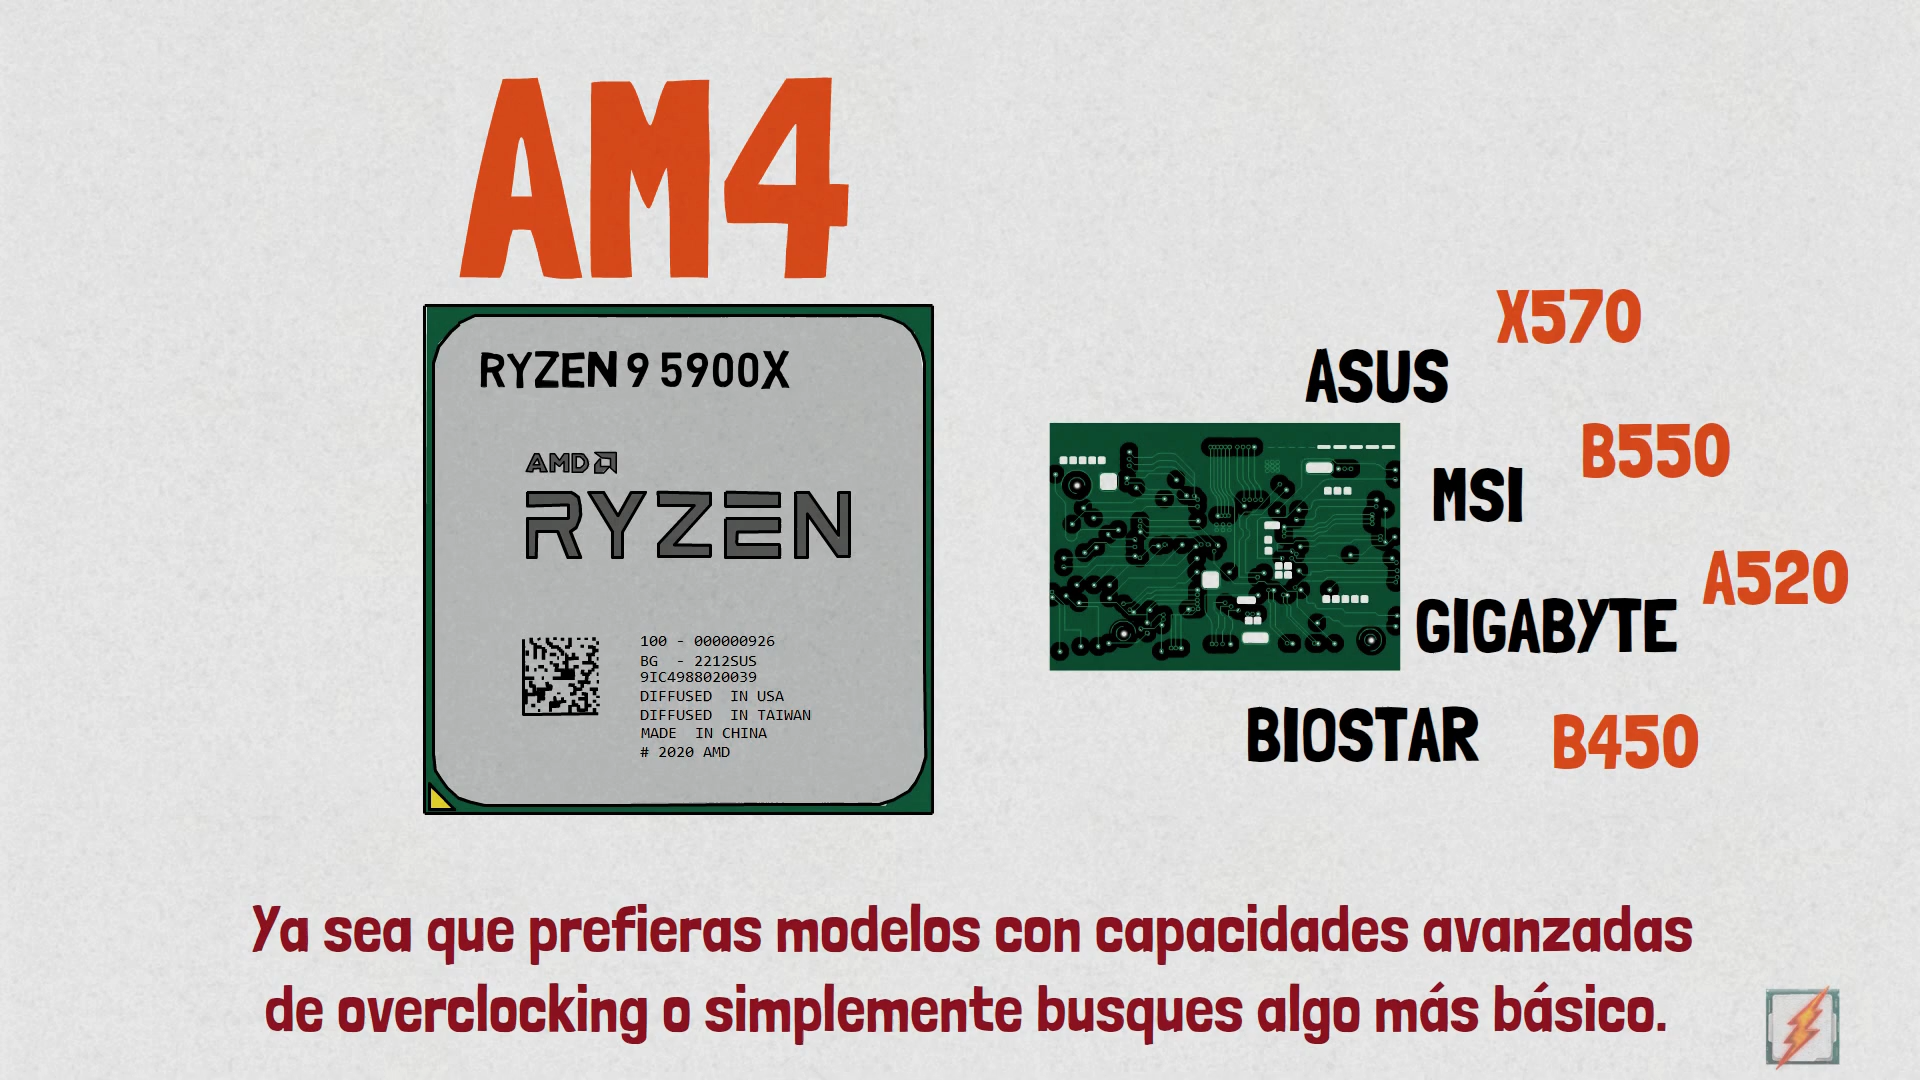 AM4
RYZEN 9 5900X
AMD
RYZEN
100 - 000000926
BG - 2212SUS
9IC4988020039
DIFFUSED IN USA
DIFFUSED IN TAIWAN
MADE IN CHINA
# 2020 AMD
X570
ASUS
B550
MSI
A520
GIGABYTE
BIOSTAR
B450
Ya sea que prefieras modelos con capacidades avanzadas
de overclocking o simplemente busques algo más básico.